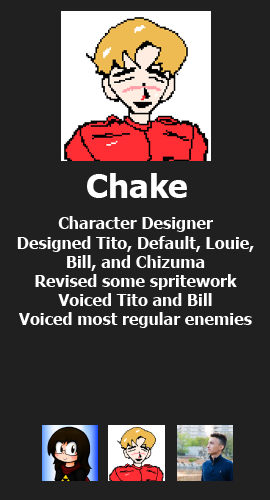 Chake
Character Designer
Designed Tito, Default, Louie,
Bill, and Chizuma
Revised some spritework
Voiced Tito and Bill
Voiced most regular enemies